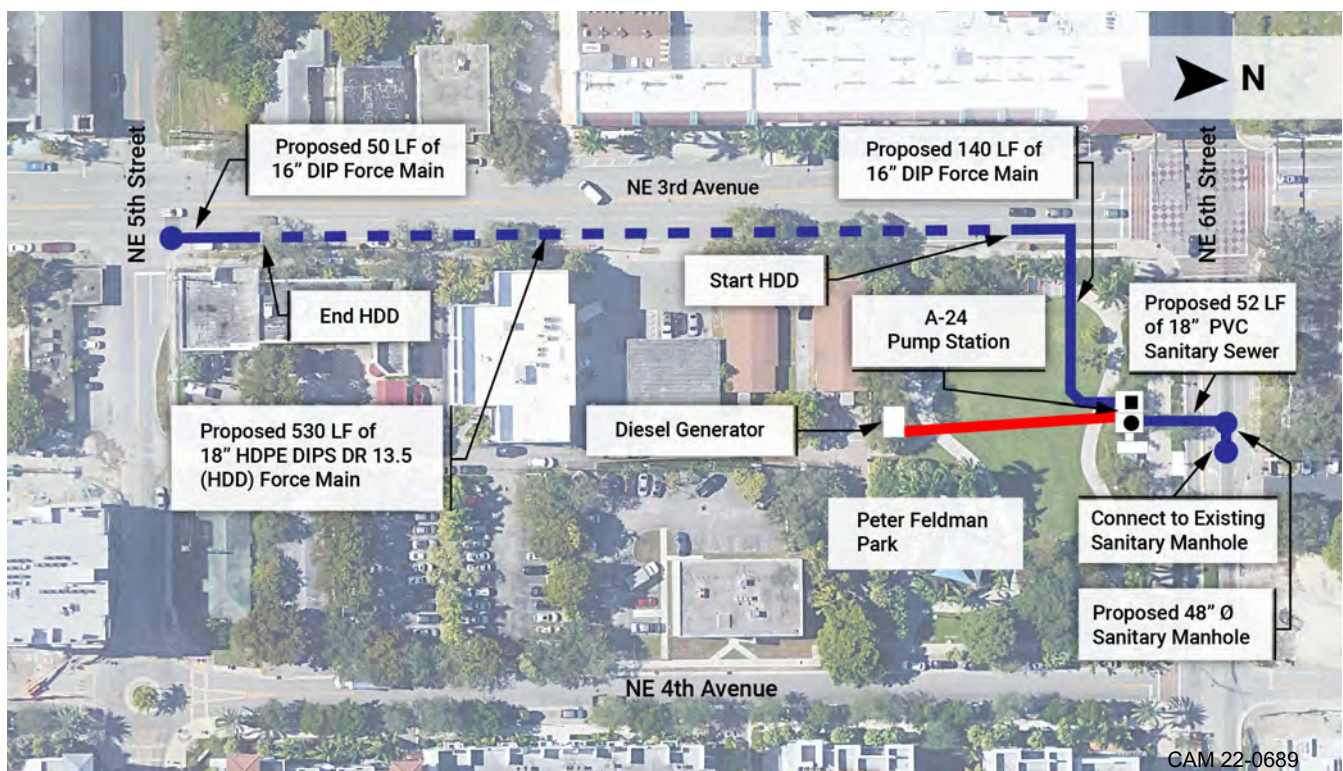 N
NE 5th Street
Proposed 50 LF of
16" DIP Force Main
NE 3rd Avenue
Proposed 140 LF of
16" DIP Force Main
NE 6th Street
End HDD
Start HDD
A-24
Pump Station
Proposed 52 LF
of 18" PVC
Sanitary Sewer
Proposed 530 LF of
18" HDPE DIPS DR 13.5
(HDD) Force Main
Diesel Generator
Peter Feldman
Park
Connect to Existing
Sanitary Manhole
Proposed 48" Ø
Sanitary Manhole
NE 4th Avenue
CAM 22-0689